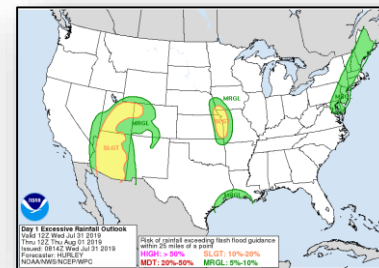 MRGL
MRGL
SLGT
MRGL
SLGT
MRGL
noaa
Day 1 Excessive Rainfall Outlook
Valid 12Z Wed Jul 31 2019
Thru 12Z Thu Aug 01 2019
Issued: 0814Z Wed Jul 31 2019
Forecaster: HURLEY
NOAA/NWS/NCEP/WPC
Risk of rainfall exceeding flash flood guidance
within 25 miles of a point
HIGH: > 50% SLGT: 10%-20%
MDT: 20%-50% MRGL: 5%-10%